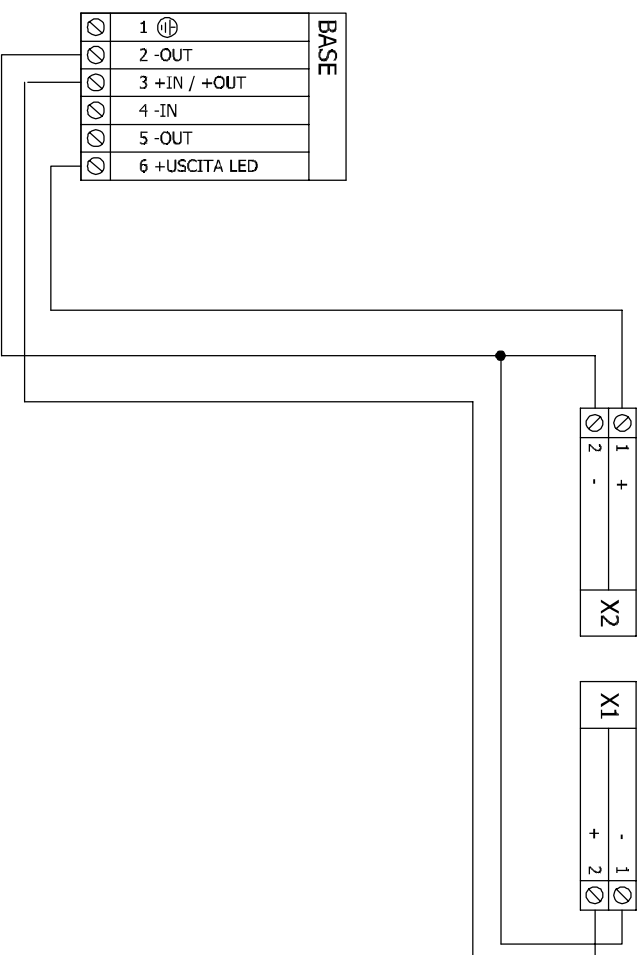 BASE
1
2 -OUT
3 +IN / +OUT
4 -IN
5 -OUT
6 +USCITA LED
1 +
2 -
X2
X1
+ 2
- 1